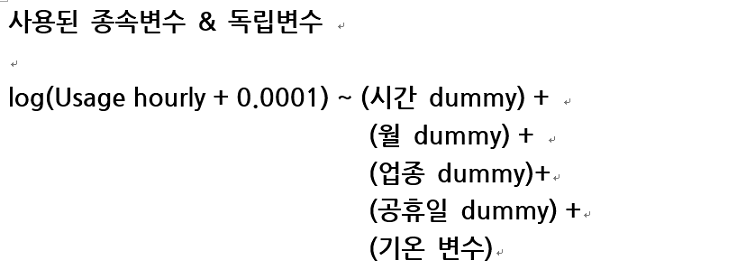 사용된 종속변수 & 독립변수
log(Usage hourly + 0.0001) ~ (시간 dummy) +
(월 dummy) +
(업종 dummy)+
(공휴일 dummy) +
(기온 변수)